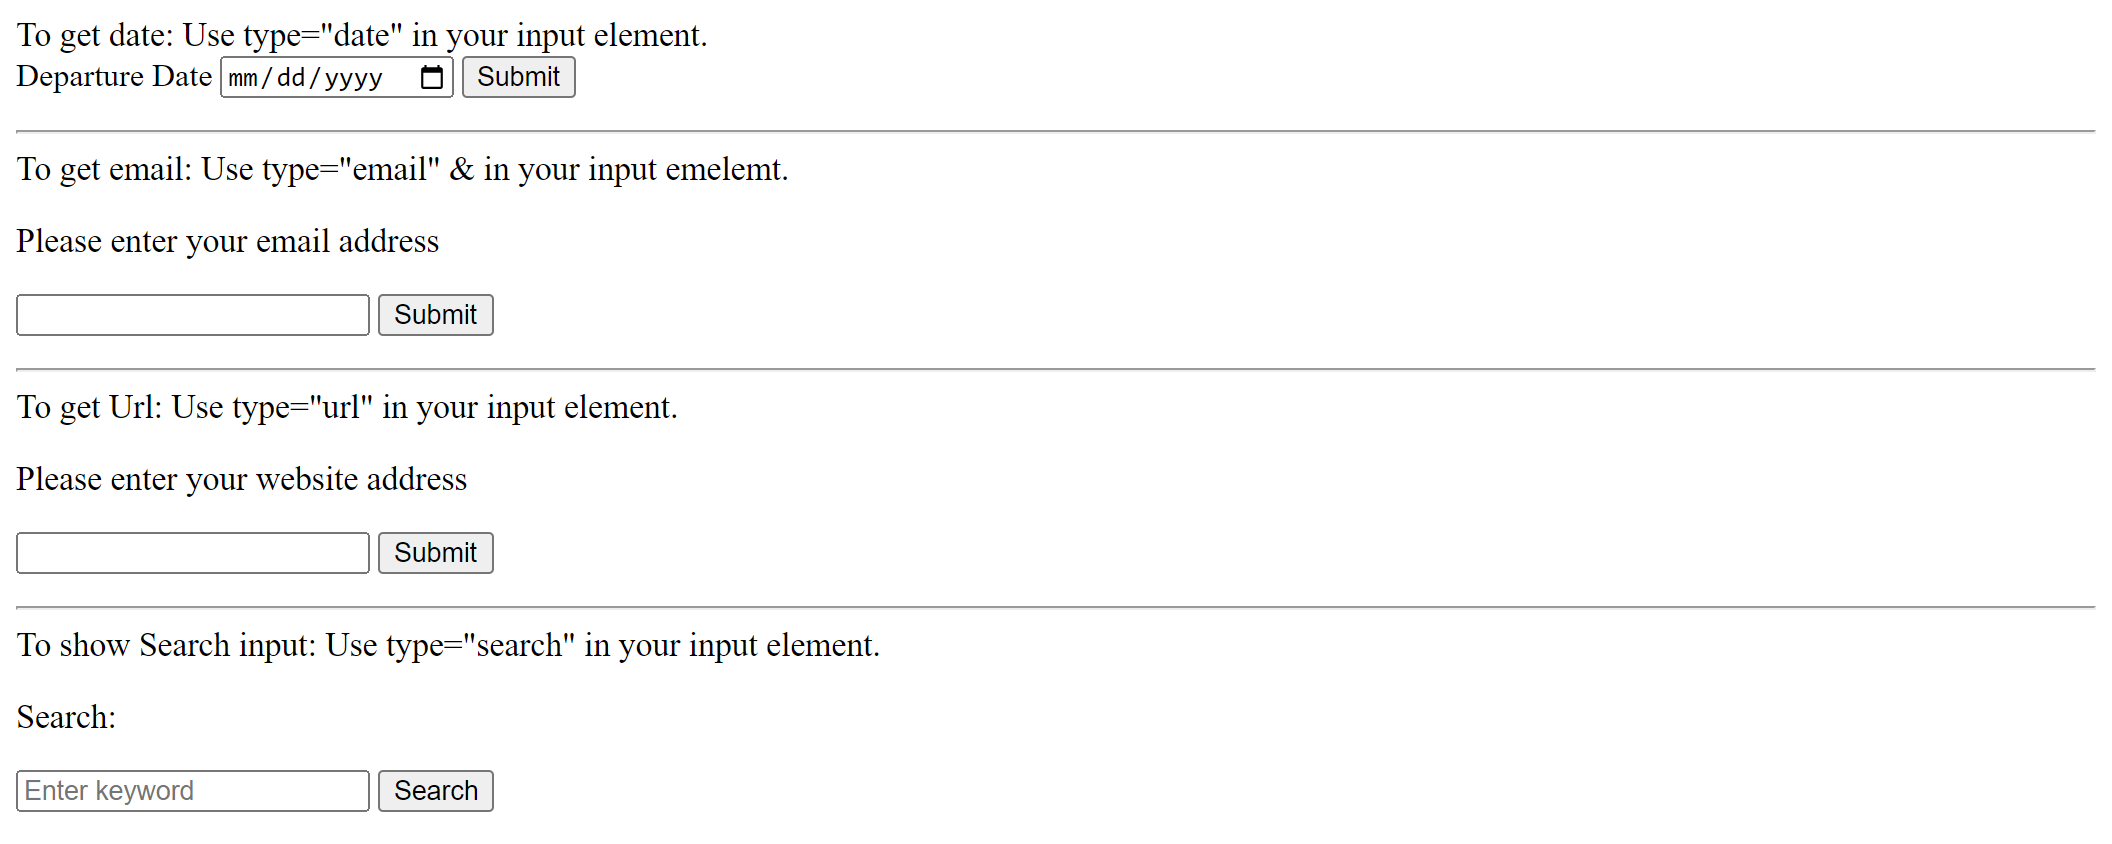 To get date: Use type="date" in your input element.
Departure Date mm/dd/yyyy Submit
To get email: Use type="email" & in your input emelemt.
Please enter your email address
Submit
To get Url: Use type="url" in your input element.
Please enter your website address
Submit
To show Search input: Use type="search" in your input element.
Search:
Enter keyword Search